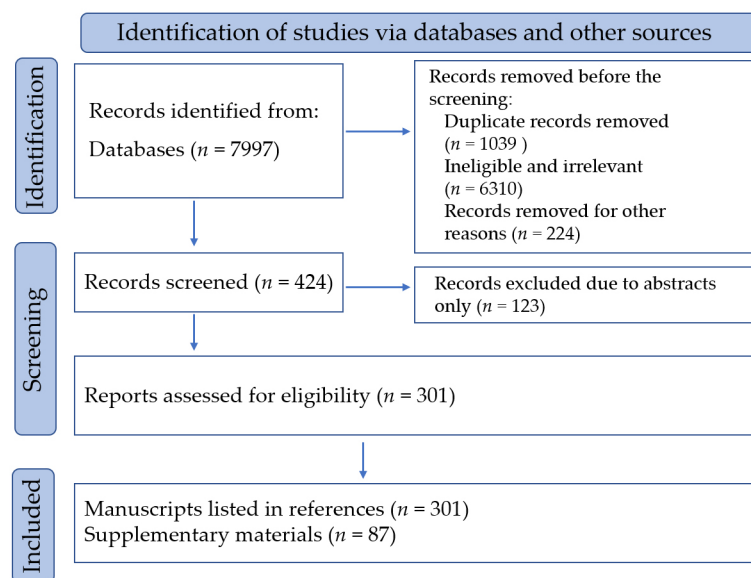 Identification of studies via databases and other sources
Identification
Records identified from:
Databases (n = 7997)
Records removed before the
screening:
Duplicate records removed
(n = 1039 )
Ineligible and irrelevant
(n = 6310)
Records removed for other
reasons (n = 224)
Screening
Records screened (n = 424)
Records excluded due to abstracts
only (n = 123)
Reports assessed for eligibility (n = 301)
Included
Manuscripts listed in references (n = 301)
Supplementary materials (n = 87)